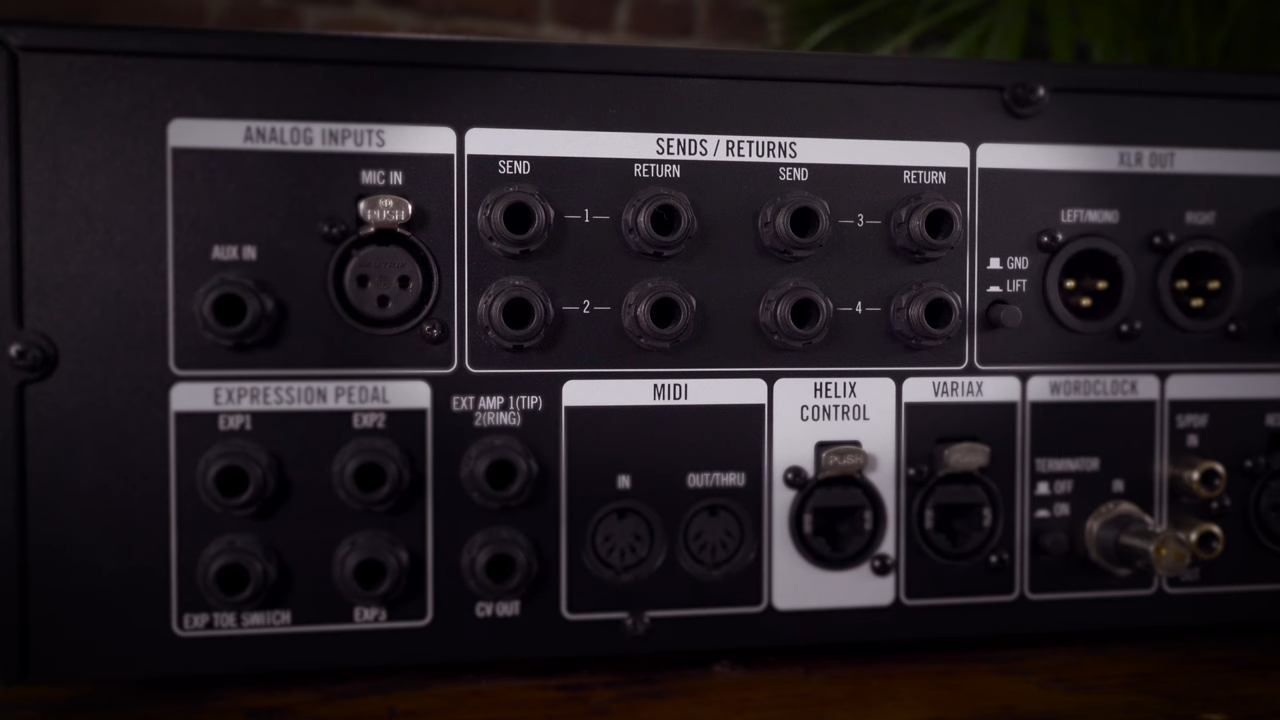 ANALOG INPUTS
MIC IN
PUSH
AUX IN
SENDS / RETURNS
SEND
RETURN
SEND
RETURN
1
3
2
4
XLR OUT
LEFT/MONO
RIGHT
GND
LIFT
EXPRESSION PEDAL
EXP1
EXP2
EXP TOE SWITCH
EXP3
EXT AMP 1(TIP)
2(RING)
CV OUT
MIDI
IN
OUT/THRU
HELIX
CONTROL
PUSH
VARIAX
WORDCLOCK
TERMINATOR
OFF
ON
IN
S/PDIF
IN